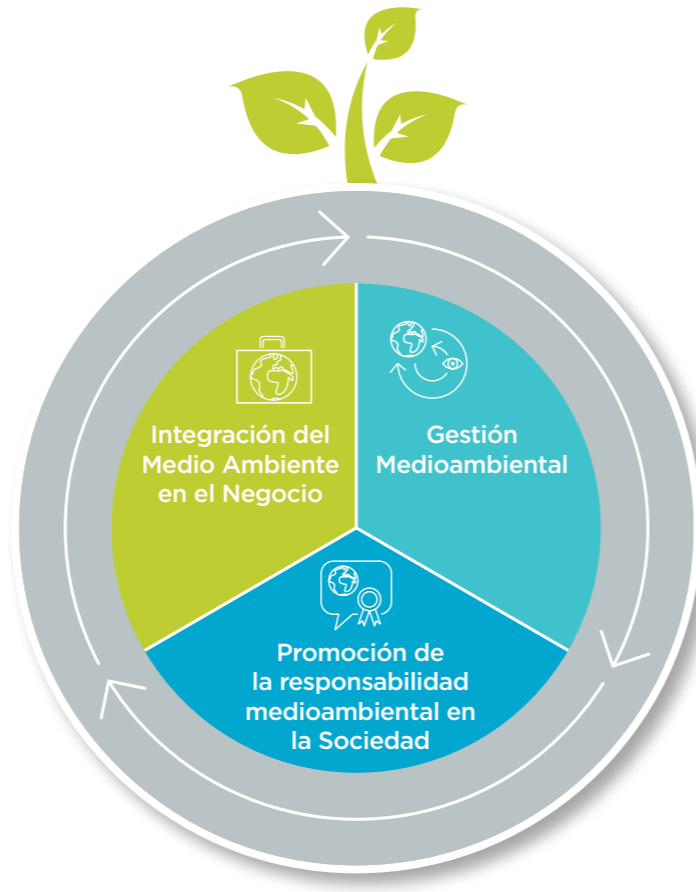 Integración del
Medio Ambiente
en el Negocio
Gestión
Medioambiental
Promoción de
la responsabilidad
medioambiental en
la Sociedad